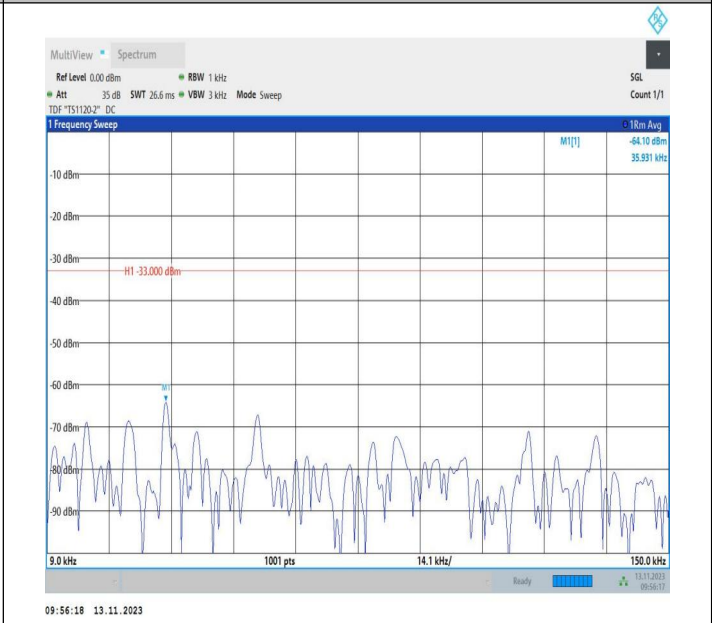 MultiView Spectrum
Ref Level 0.00 dBm RBW 1 kHz SGL
Att 35 dB SWT 26.6 ms VBW 3 kHz Mode Sweep Count 1/1
TDF "TS1120-2" DC
1 Frequency Sweep 1Rm Avg
M1[1] -64.10 dBm
35.931 kHz
-10 dBm
-20 dBm
-30 dBm
H1 -33.000 dBm
-40 dBm
-50 dBm
-60 dBm
M1
-70 dBm
-80 dBm
-90 dBm
9.0 kHz 1001 pts 14.1 kHz/ 150.0 kHz
Ready 13.11.2023
09:56:17
09:56:18 13.11.2023